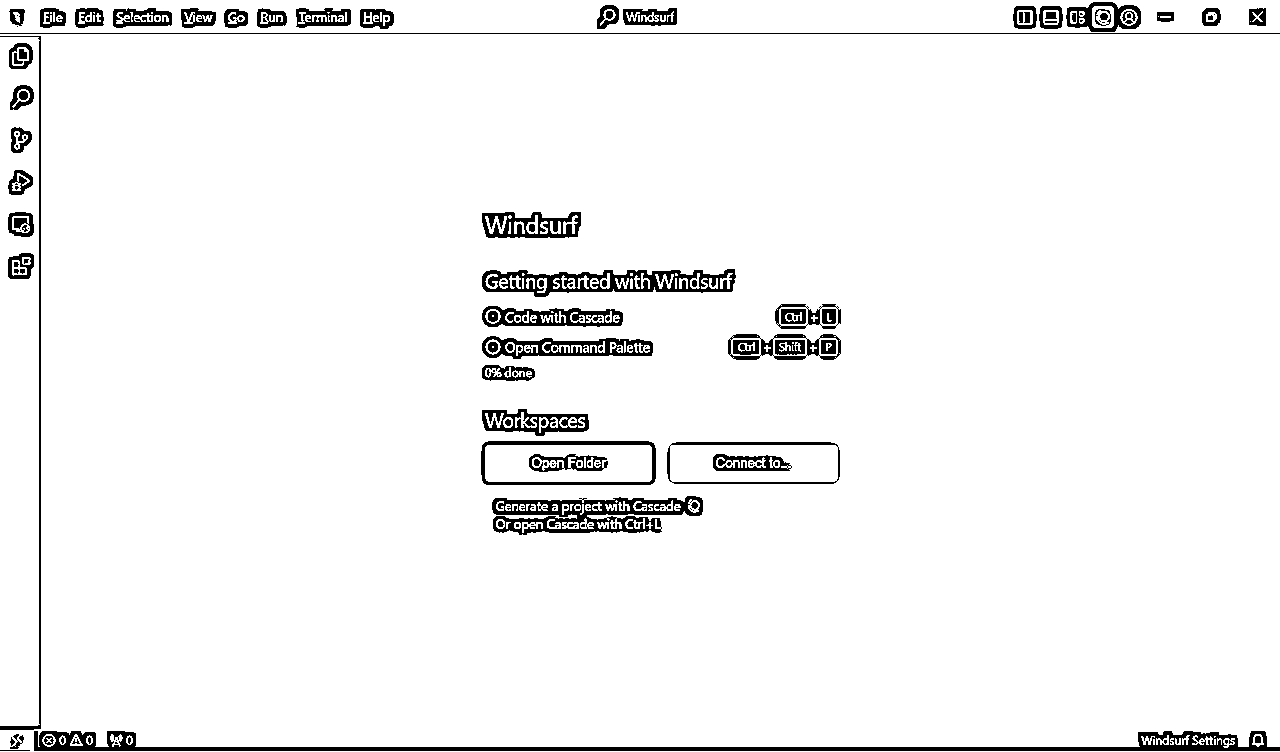 File Edit Selection View Go Run Terminal Help
Windsurf
Windsurf
Getting started with Windsurf
Code with Cascade Ctrl + L
Open Command Palette Ctrl + Shift + P
0% done
Workspaces
Open Folder Connect to...
Generate a project with Cascade
Or open Cascade with Ctrl+L
0 0 0
Windsurf Settings